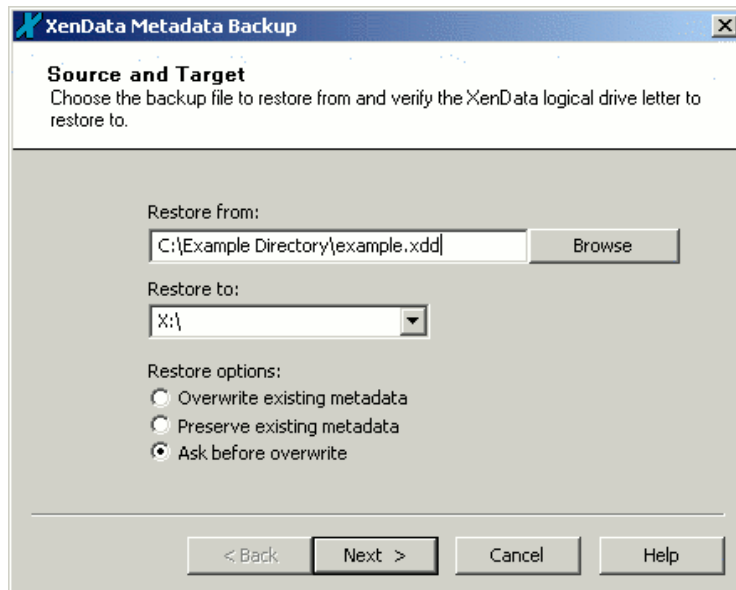 XenData Metadata Backup
Source and Target
Choose the backup file to restore from and verify the XenData logical drive letter to
restore to.
Restore from:
C:\Example Directory\example.xdd
Browse
Restore to:
X:\
Restore options:
Overwrite existing metadata
Preserve existing metadata
Ask before overwrite
< Back
Next >
Cancel
Help